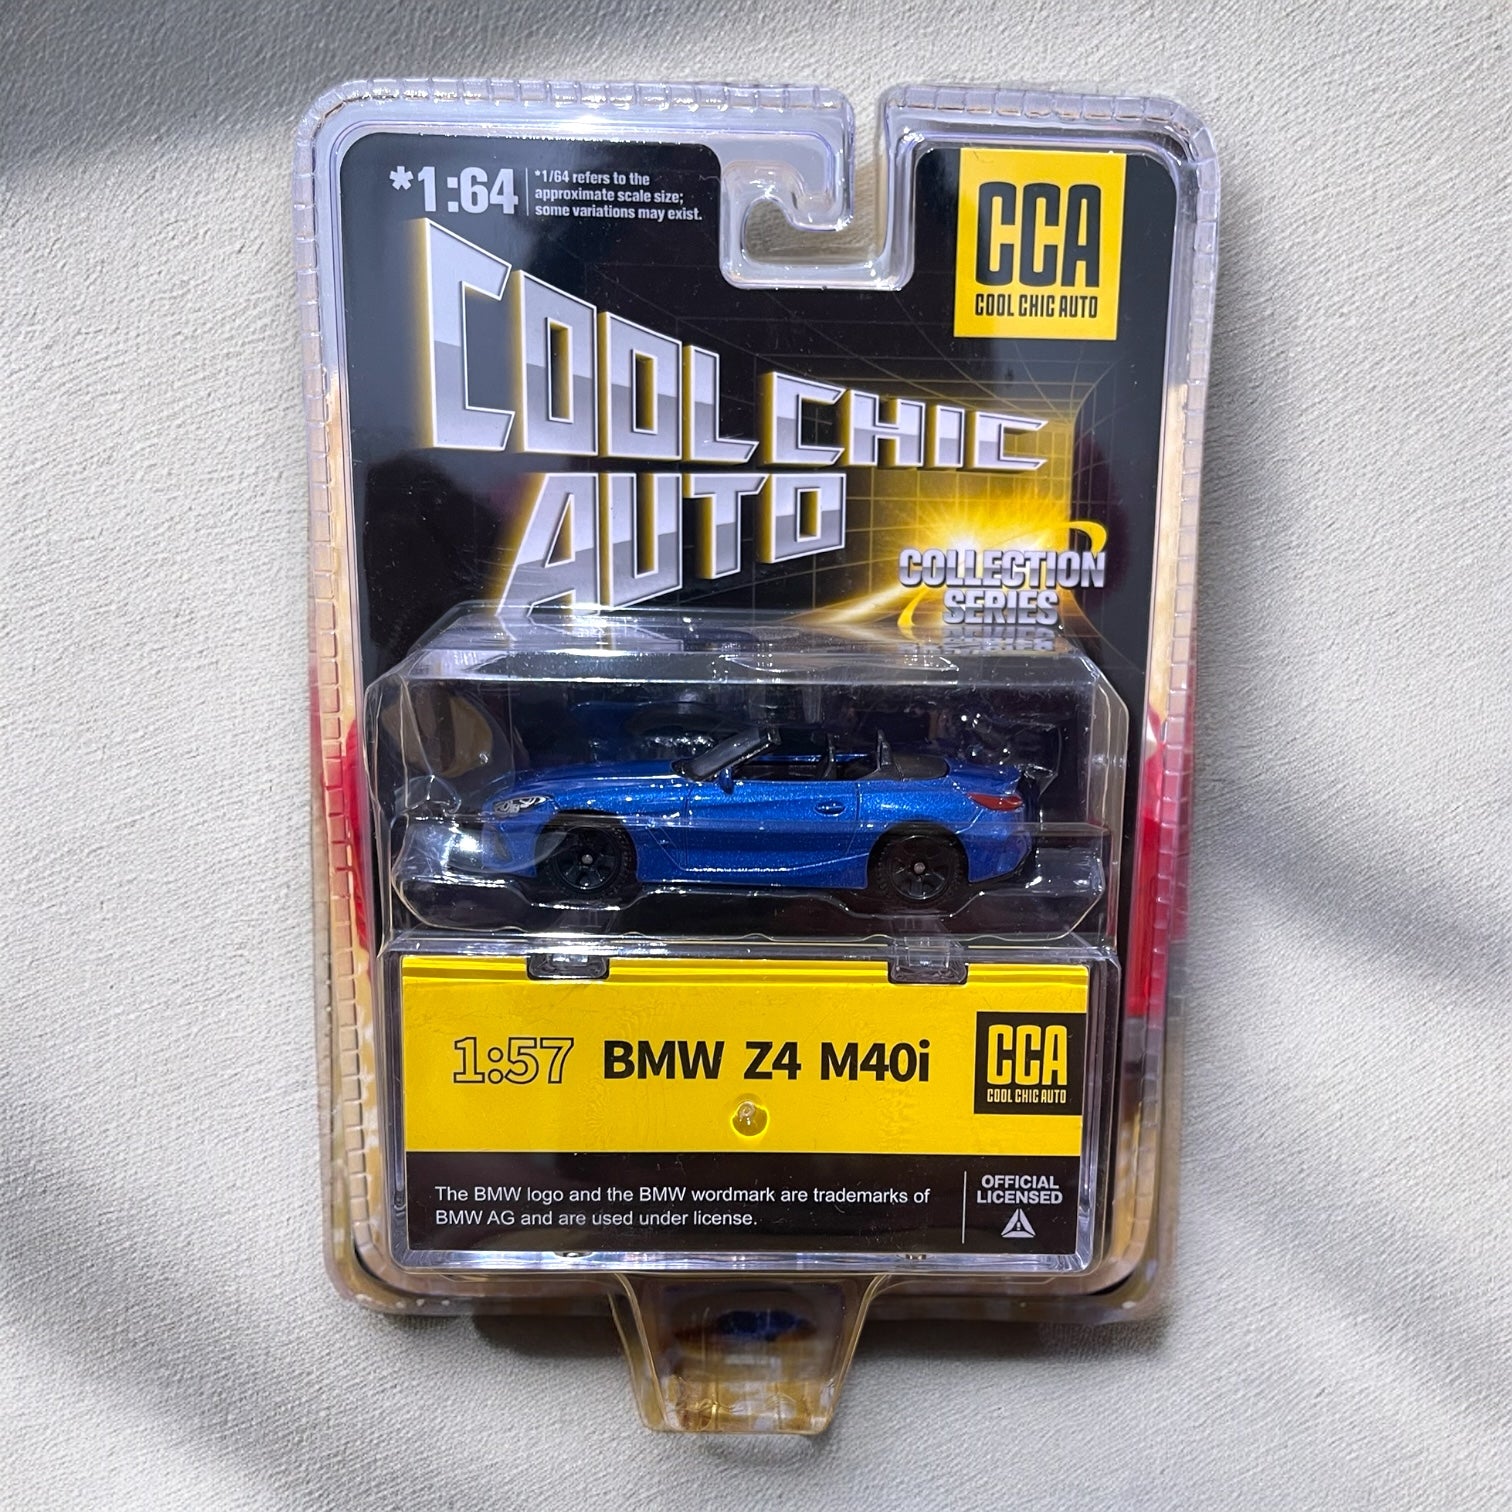 *1:64
*1/64 refers to the
approximate scale size;
some variations may exist.
CCA
COOL CHIC AUTO
COOL CHIC
AUTO
COLLECTION
SERIES
1:57 BMW Z4 M40i
CCA
COOL CHIC AUTO
The BMW logo and the BMW wordmark are trademarks of
BMW AG and are used under license.
OFFICIAL
LICENSED